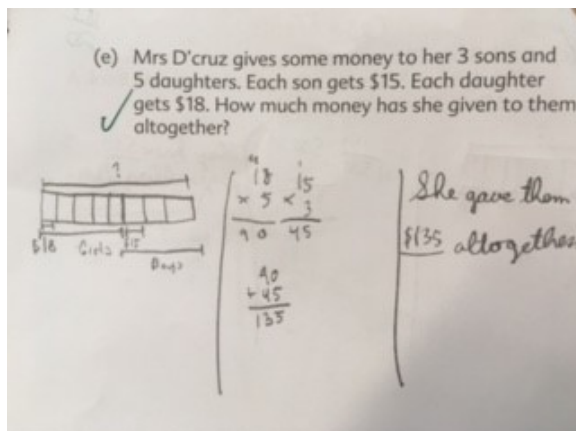 (e) Mrs D'cruz gives some money to her 3 sons and
5 daughters. Each son gets $15. Each daughter
gets $18. How much money has she given to them
altogether?
?
$18 Girls $15
Boys
4
18
× 5
90
1
15
× 3
45
90
+ 45
135
She gave them
$135 altogether